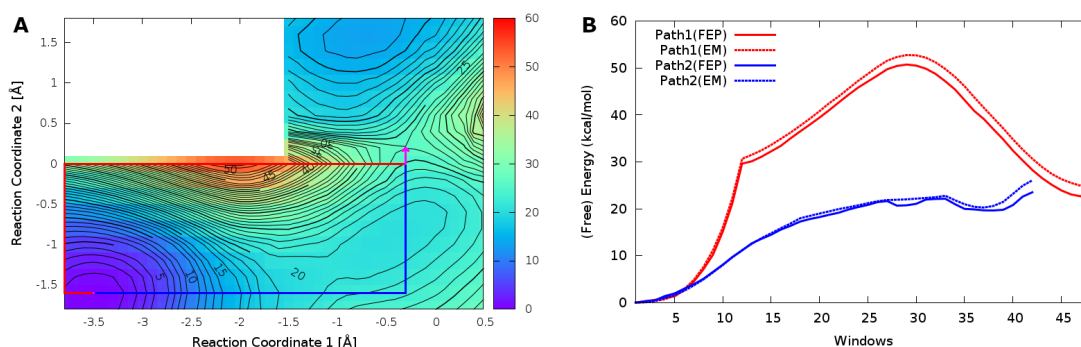 A
B
Reaction Coordinate 2 [Å]
1.5
1
0.5
0
-0.5
-1
-1.5
-3.5 -3 -2.5 -2 -1.5 -1 -0.5 0 0.5
Reaction Coordinate 1 [Å]
25
50
45
40
5
10
15
20
60
50
40
30
20
10
0
(Free) Energy (kcal/mol)
60
50
40
30
20
10
0
Path1(FEP)
Path1(EM)
Path2(FEP)
Path2(EM)
5 10 15 20 25 30 35 40 45
Windows